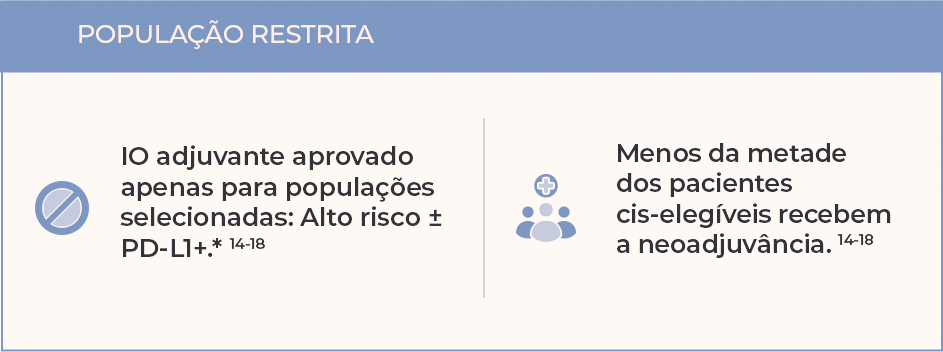 POPULAÇÃO RESTRITA
IO adjuvante aprovado
apenas para populações
selecionadas: Alto risco ±
PD-L1+.* 14-18
Menos da metade
dos pacientes
cis-elegíveis recebem
a neoadjuvância. 14-18